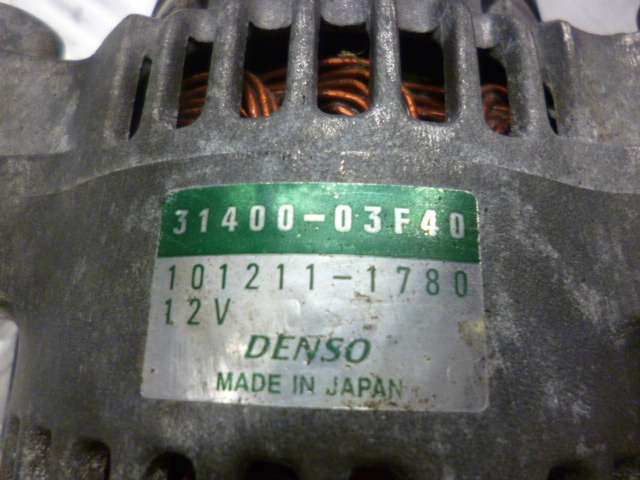 31400-03F40
101211-1780
12V
DENSO
MADE IN JAPAN